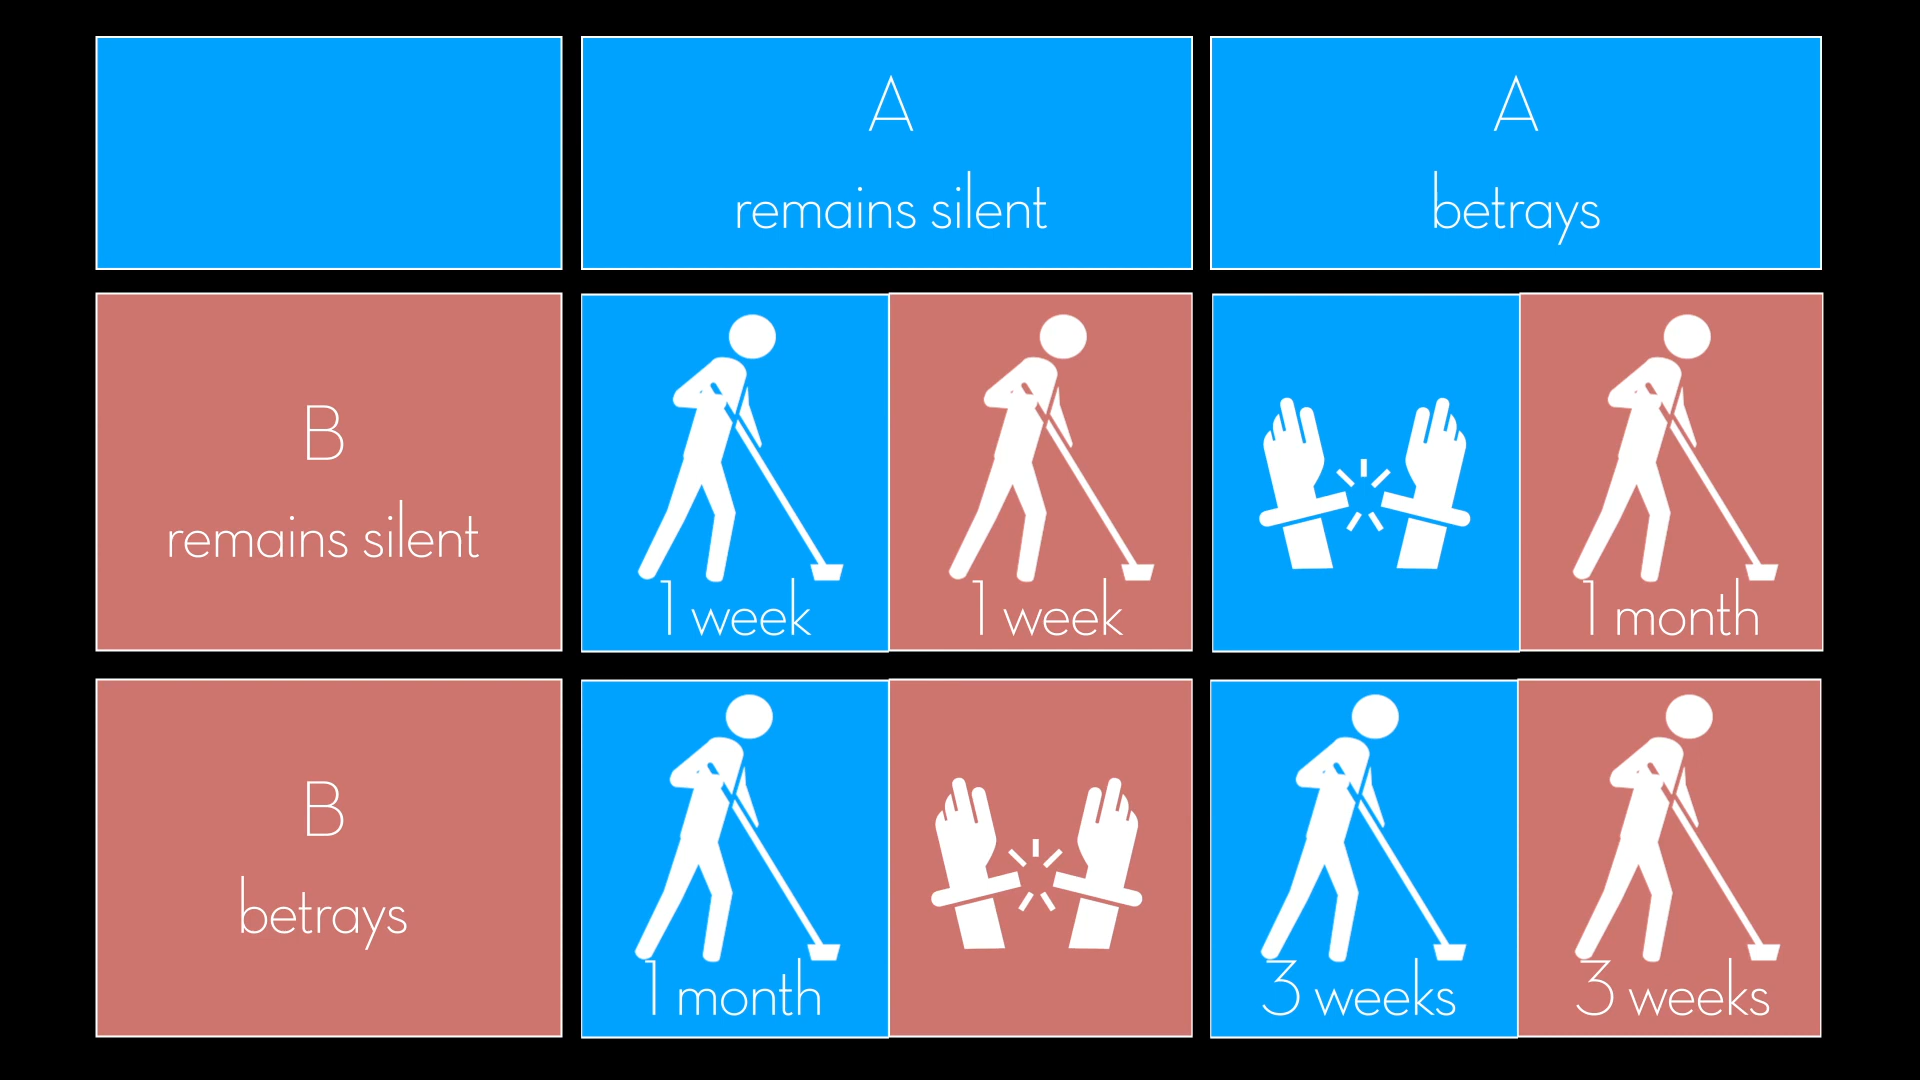 A
remains silent
A
betrays
B
remains silent
1 week
1 week
1 month
B
betrays
1 month
3 weeks
3 weeks